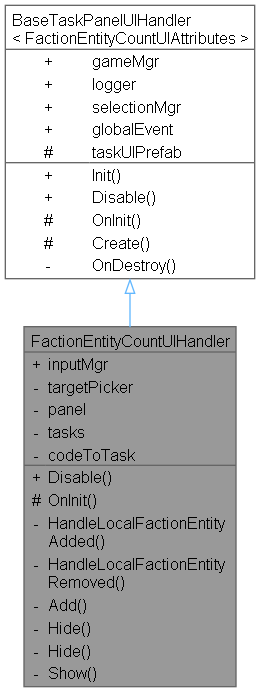 BaseTaskPanelUIHandler
< FactionEntityCountUIAttributes >
+ gameMgr
+ logger
+ selectionMgr
+ globalEvent
# taskUIPrefab
+ Init()
+ Disable()
# OnInit()
# Create()
- OnDestroy()
FactionEntityCountUIHandler
+ inputMgr
- targetPicker
- panel
- tasks
- codeToTask
+ Disable()
# OnInit()
- HandleLocalFactionEntity
Added()
- HandleLocalFactionEntity
Removed()
- Add()
- Hide()
- Hide()
- Show()